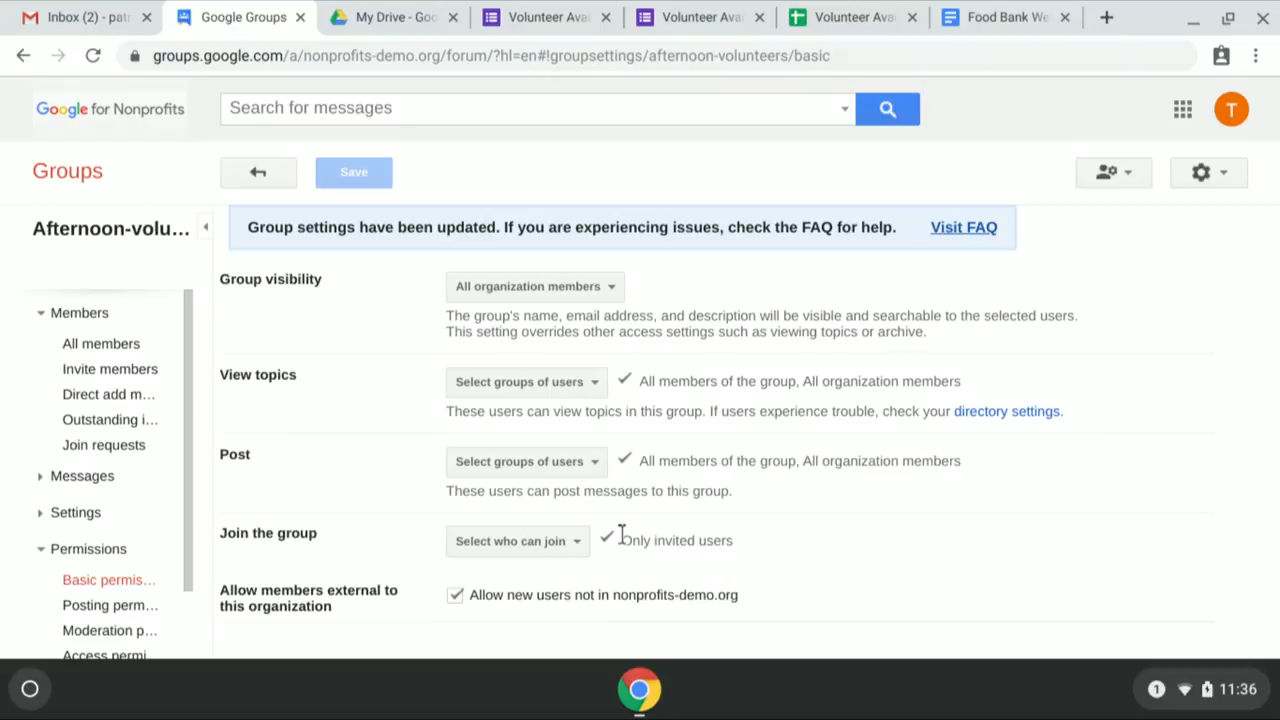 Inbox (2) - patr
Google Groups
My Drive - Goo
Volunteer Avai
Volunteer Avai
Volunteer Avai
Food Bank We
groups.google.com/a/nonprofits-demo.org/forum/?hl=en#!groupsettings/afternoon-volunteers/basic
Google for Nonprofits
Search for messages
T
Groups
Save
Afternoon-volu...
Group settings have been updated. If you are experiencing issues, check the FAQ for help. Visit FAQ
Group visibility
All organization members
The group's name, email address, and description will be visible and searchable to the selected users.
This setting overrides other access settings such as viewing topics or archive.
View topics
Select groups of users
All members of the group, All organization members
These users can view topics in this group. If users experience trouble, check your directory settings.
Post
Select groups of users
All members of the group, All organization members
These users can post messages to this group.
Join the group
Select who can join
Only invited users
Allow members external to
this organization
Allow new users not in nonprofits-demo.org
Members
All members
Invite members
Direct add m...
Outstanding i...
Join requests
Messages
Settings
Permissions
Basic permis...
Posting perm...
Moderation p...
Access permi
1
11:36